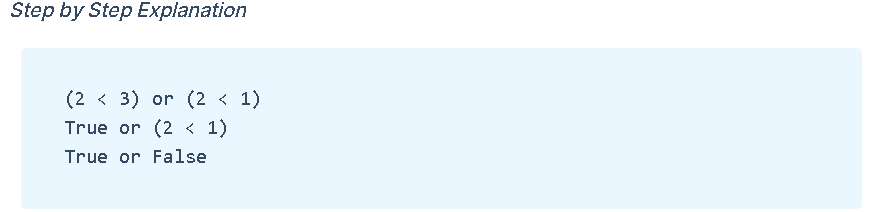 Step by Step Explanation
(2 < 3) or (2 < 1)
True or (2 < 1)
True or False